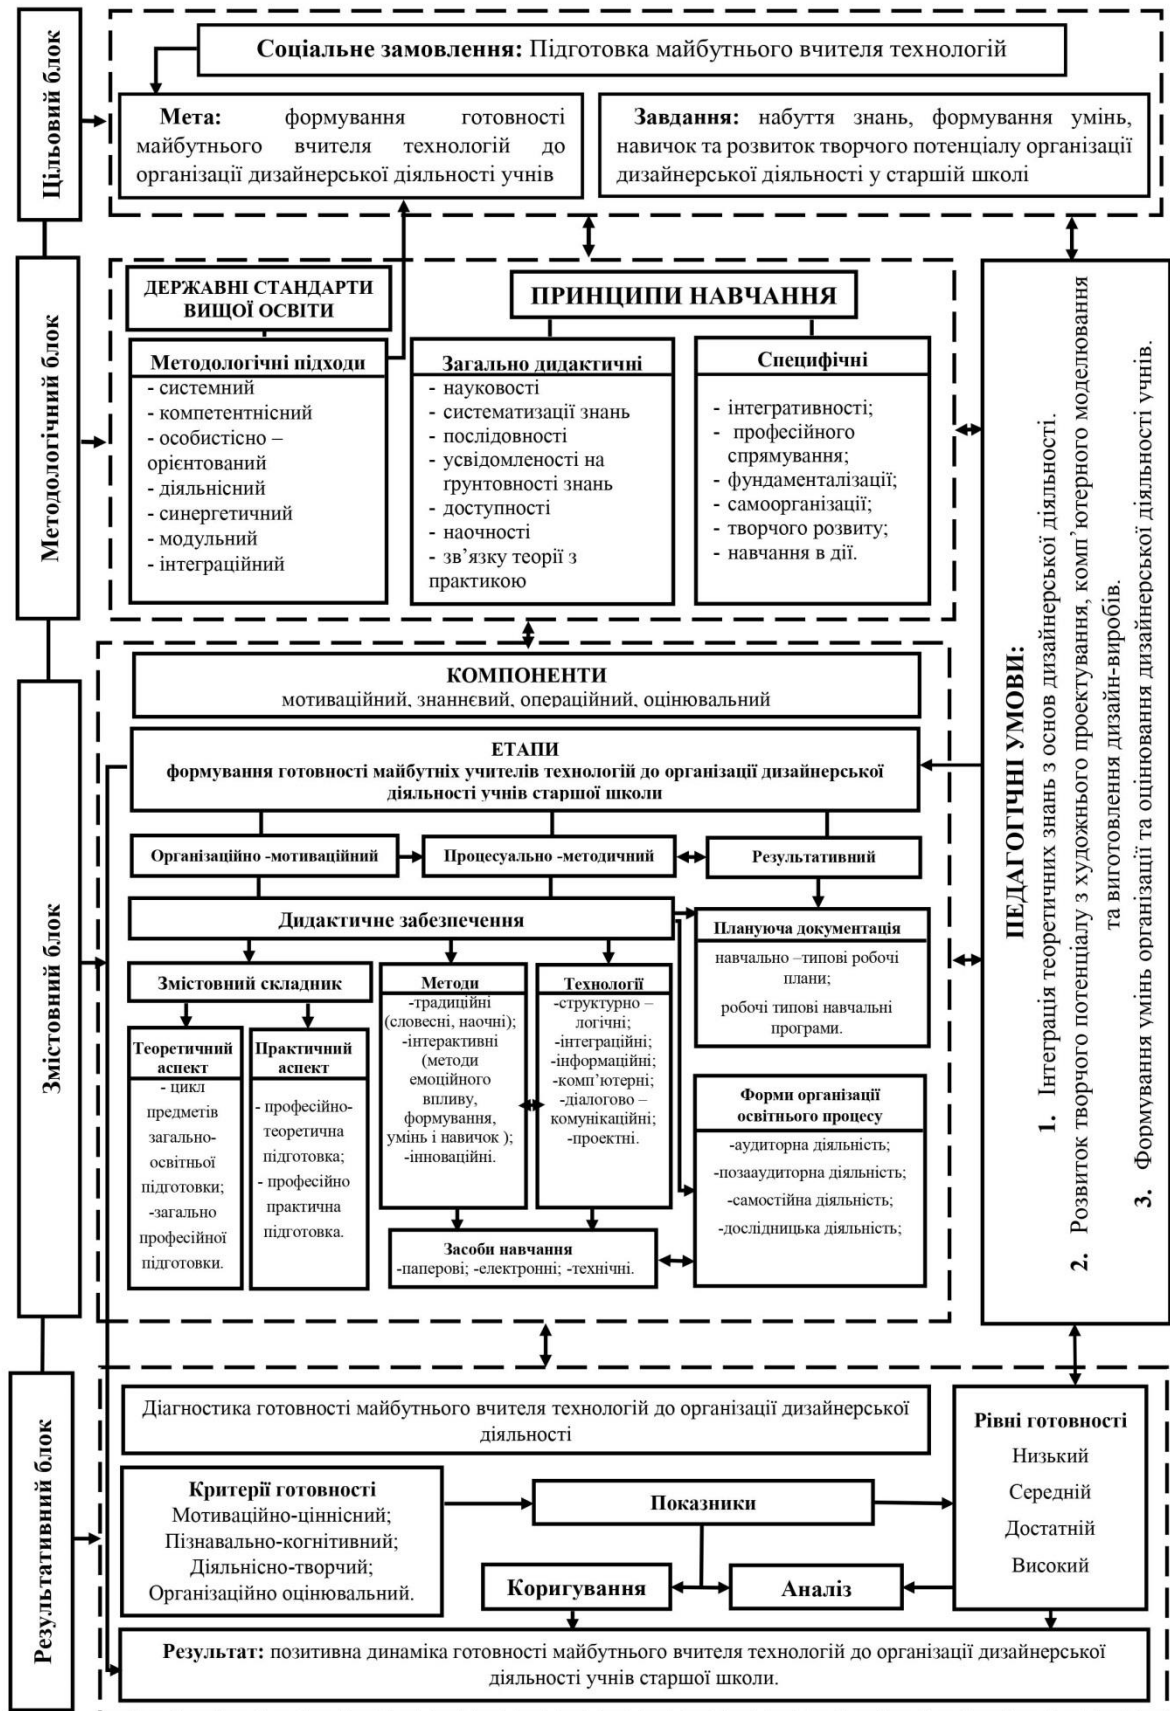 Цільовий блок
Соціальне замовлення: Підготовка майбутнього вчителя технологій
Мета: формування готовності
майбутнього вчителя технологій до
організації дизайнерської діяльності учнів
Завдання: набуття знань, формування умінь,
навичок та розвиток творчого потенціалу організації
дизайнерської діяльності у старшій школі
Методологічний блок
ДЕРЖАВНІ СТАНДАРТИ
ВИЩОЇ ОСВІТИ
Методологічні підходи
- системний
- компетентнісний
- особистісно –
орієнтований
- діяльнісний
- синергетичний
- модульний
- інтеграційний
ПРИНЦИПИ НАВЧАННЯ
Загально дидактичні
- науковості
- систематизації знань
- послідовності
- усвідомленості на
ґрунтовності знань
- доступності
- наочності
- зв’язку теорії з
практикою
Специфічні
- інтегративності;
- професійного
спрямування;
- фундаменталізації;
- самоорганізації;
- творчого розвиту;
- навчання в дії.
ПЕДАГОГІЧНІ УМОВИ:
1. Інтеграція теоретичних знань з основ дизайнерської діяльності.
2. Розвиток творчого потенціалу з художнього проектування, комп’ютерного моделювання
та виготовлення дизайн-виробів.
3. Формування умінь організації та оцінювання дизайнерської діяльності учнів.
Змістовний блок
КОМПОНЕНТИ
мотиваційний, знаннєвий, операційний, оцінювальний
ЕТАПИ
формування готовності майбутніх учителів технологій до організації дизайнерської
діяльності учнів старшої школи
Організаційно -мотиваційний
Процесуально -методичний
Результативний
Дидактичне забезпечення
Змістовний складник
Теоретичний
аспект
- цикл
предметів
загально-
освітньої
підготовки;
-загально
професійної
підготовки.
Практичний
аспект
- професійно-
теоретична
підготовка;
- професійно
практична
підготовка.
Методи
-традиційні
(словесні, наочні);
-інтерактивні
(методи
емоційного
впливу,
формування,
умінь і навичок );
-інноваційні.
Технології
-структурно –
логічні;
-інтеграційні;
-інформаційні;
-комп’ютерні;
-діалогово –
комунікаційні;
-проектні.
Засоби навчання
-паперові; -електронні; -технічні.
Плануюча документація
навчально –типові робочі
плани;
робочі типові навчальні
програми.
Форми організації
освітнього процесу
-аудиторна діяльність;
-позааудиторна діяльність;
-самостійна діяльність;
-дослідницька діяльність;
Результативний блок
Діагностика готовності майбутнього вчителя технологій до організації дизайнерської
діяльності
Критерії готовності
Мотиваційно-ціннісний;
Пізнавально-когнітивний;
Діяльнісно-творчий;
Організаційно оцінювальний.
Показники
Коригування
Аналіз
Рівні готовності
Низький
Середній
Достатній
Високий
Результат: позитивна динаміка готовності майбутнього вчителя технологій до організації дизайнерської
діяльності учнів старшої школи.